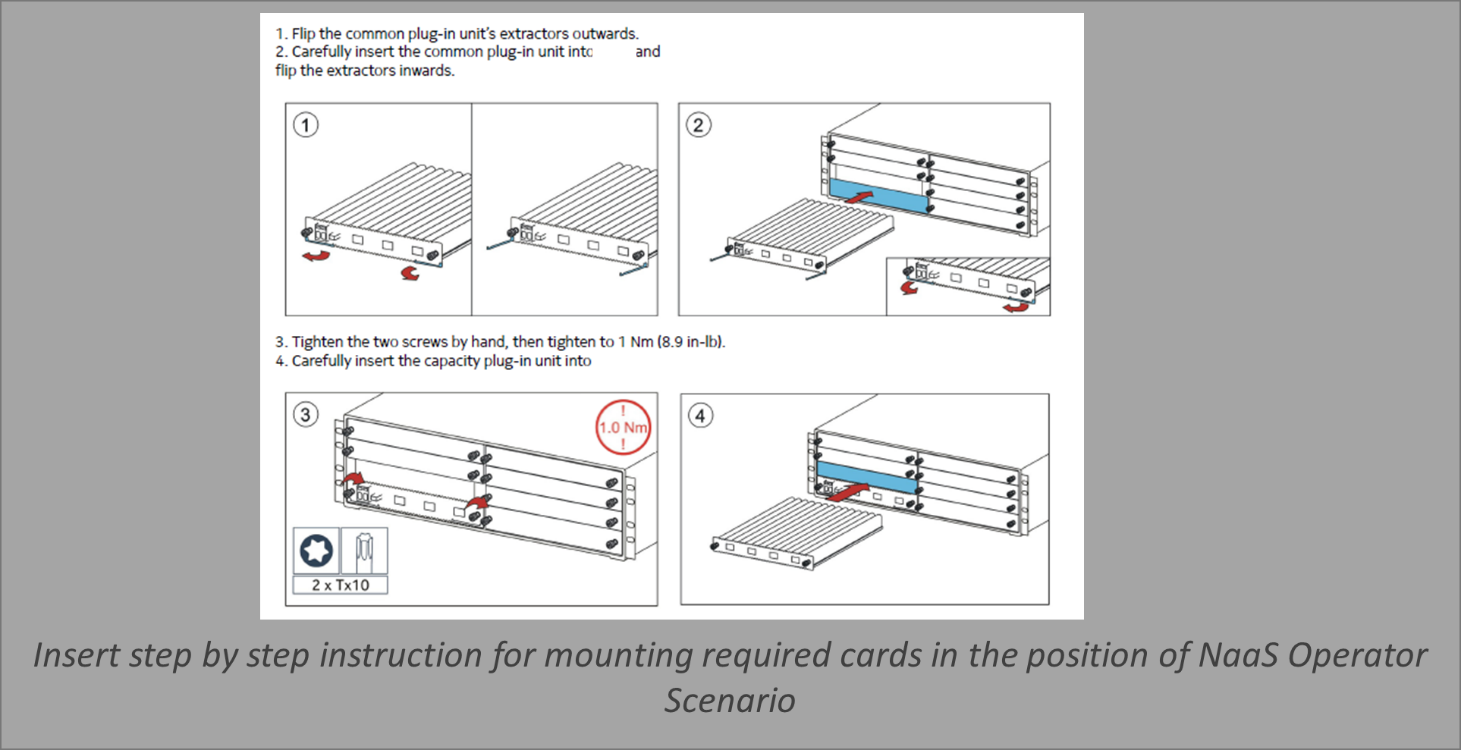 1. Flip the common plug-in unit's extractors outwards.
2. Carefully insert the common plug-in unit into and
flip the extractors inwards.
1
2
3. Tighten the two screws by hand, then tighten to 1 Nm (8.9 in-lb).
4. Carefully insert the capacity plug-in unit into
3
!
1.0 Nm
!
2 x Tx10
4
Insert step by step instruction for mounting required cards in the position of NaaS Operator
Scenario